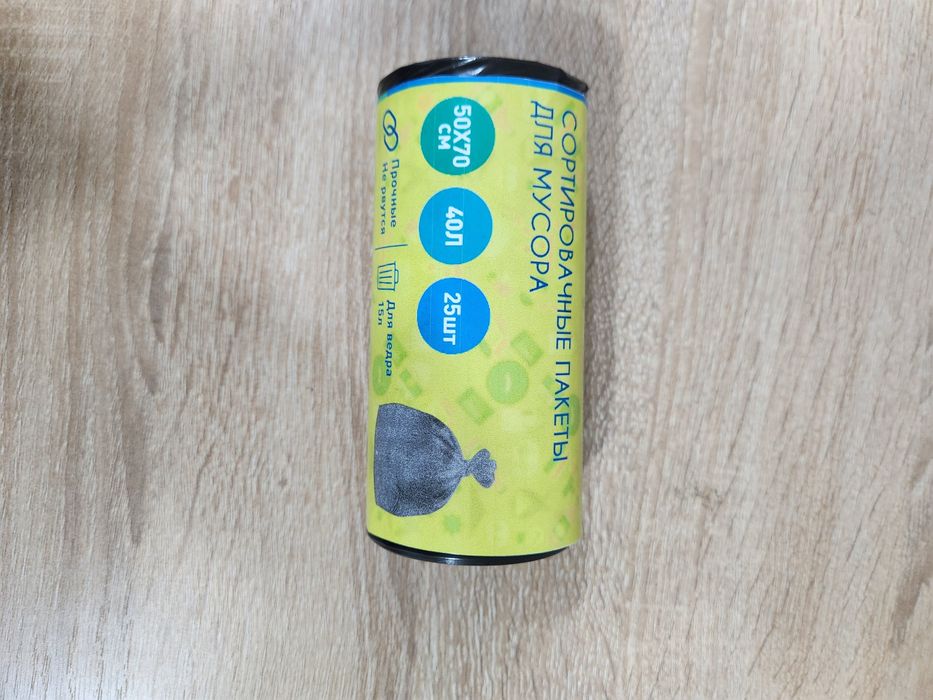 СОРТИРОВАЧНЫЕ ПАКЕТЫ
ДЛЯ МУСОРА
50Х70
СМ
40Л
25ШТ
Прочные
Не рвутся
Для ведра
15л